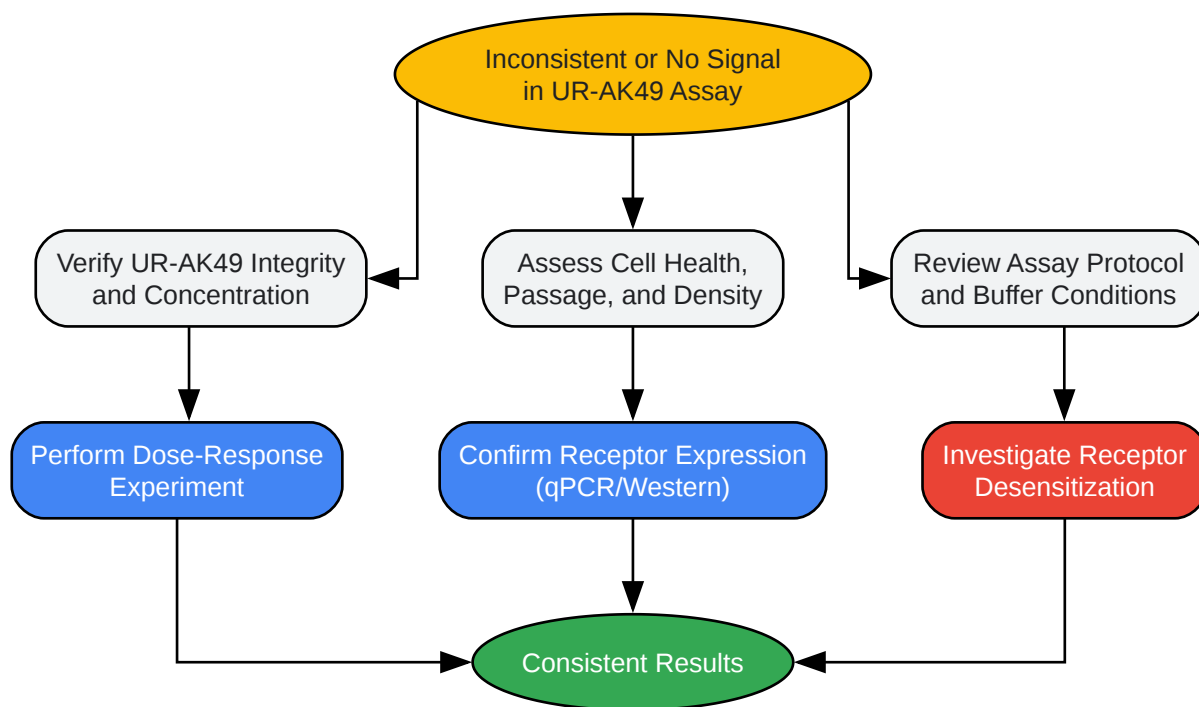 Inconsistent or No Signal
in UR-AK49 Assay
Verify UR-AK49 Integrity
and Concentration
Assess Cell Health,
Passage, and Density
Review Assay Protocol
and Buffer Conditions
Perform Dose-Response
Experiment
Confirm Receptor Expression
(qPCR/Western)
Investigate Receptor
Desensitization
Consistent Results